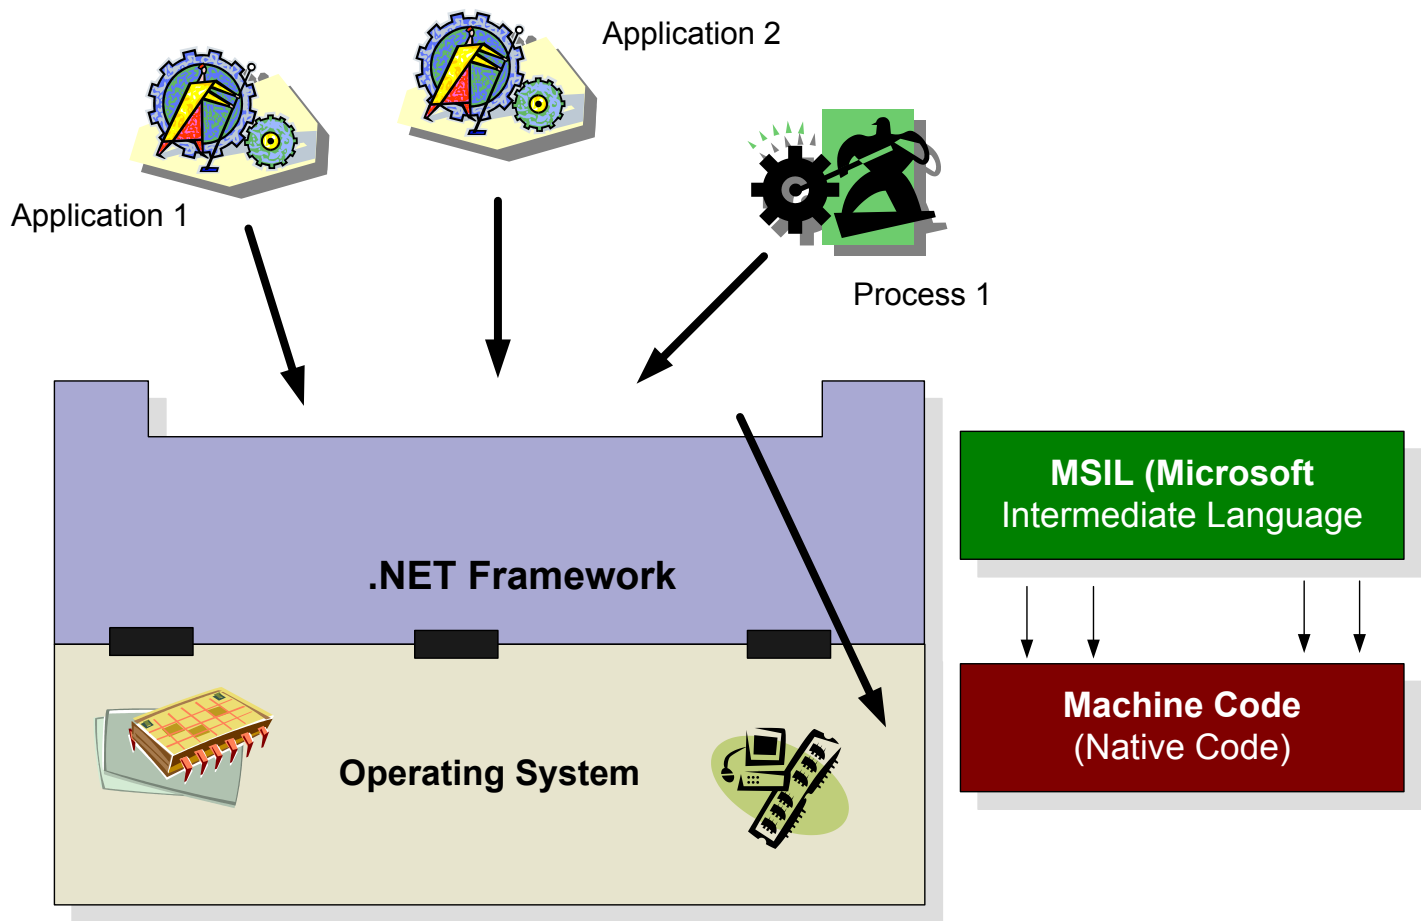 Application 2
Application 1
Process 1
MSIL (Microsoft
Intermediate Language
.NET Framework
Machine Code
(Native Code)
Operating System